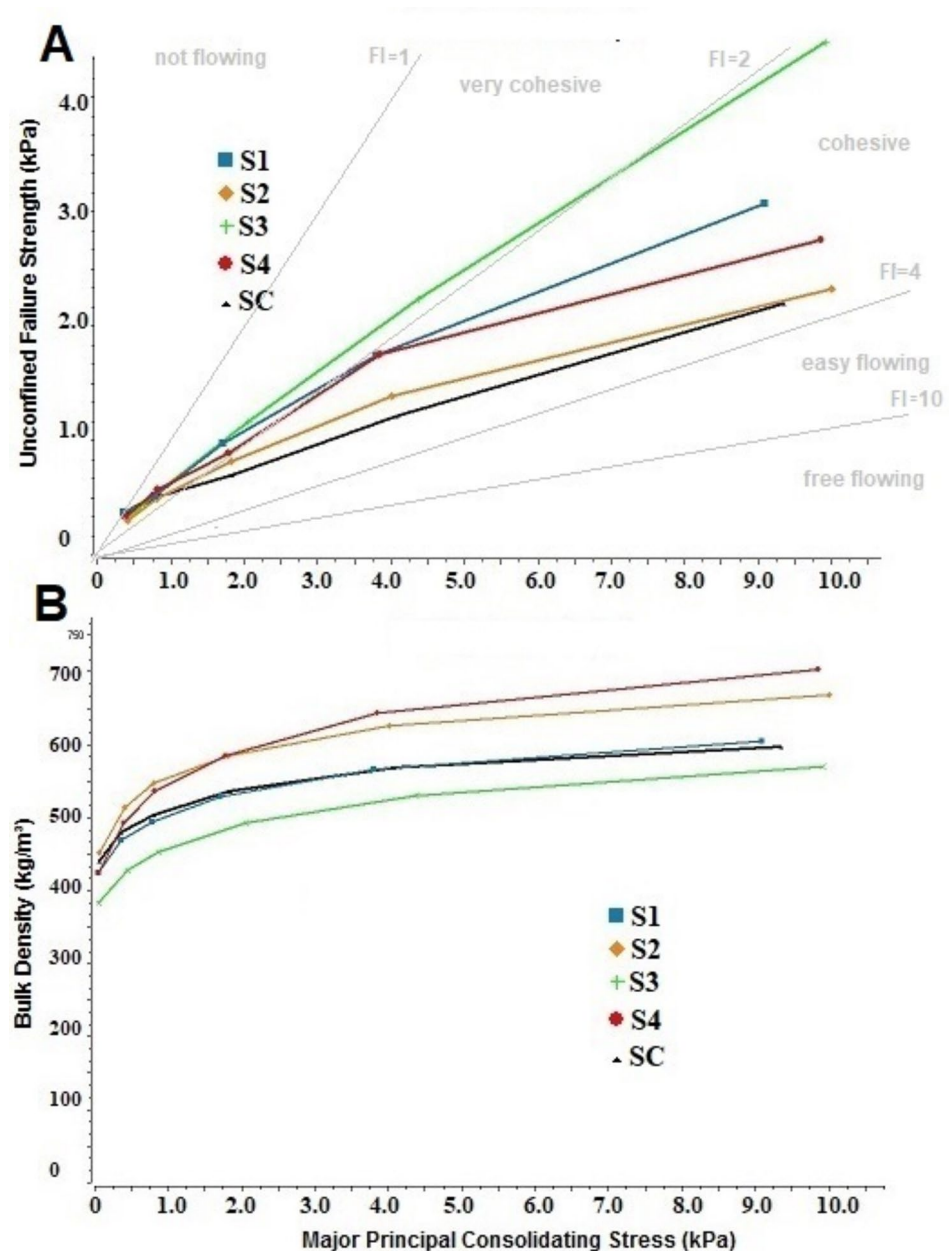 A
not flowing
FI=1
very cohesive
FI=2
cohesive
FI=4
easy flowing
FI=10
free flowing
Unconfined Failure Strength (kPa)
4.0
3.0
2.0
1.0
0
S1
S2
S3
S4
SC
0 1.0 2.0 3.0 4.0 5.0 6.0 7.0 8.0 9.0 10.0
B
Bulk Density (kg/m³)
750
700
600
500
400
300
200
100
0
S1
S2
S3
S4
SC
0 1.0 2.0 3.0 4.0 5.0 6.0 7.0 8.0 9.0 10.0
Major Principal Consolidating Stress (kPa)